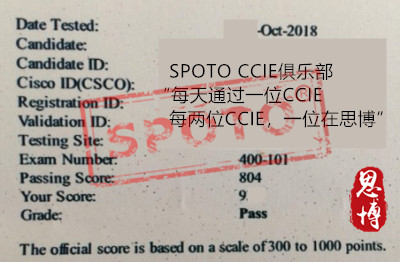 Date Tested: -Oct-2018
Candidate:
Candidate ID:
Cisco ID(CSCO):
Registration ID:
Validation ID:
Testing Site:
Exam Number: 400-101
Passing Score: 804
Your Score: 9
Grade: Pass
The official score is based on a scale of 300 to 1000 points.
SPOTO CCIE俱乐部
“每天通过一位CCIE
每两位CCIE，一位在思博”
SPOTO
思博